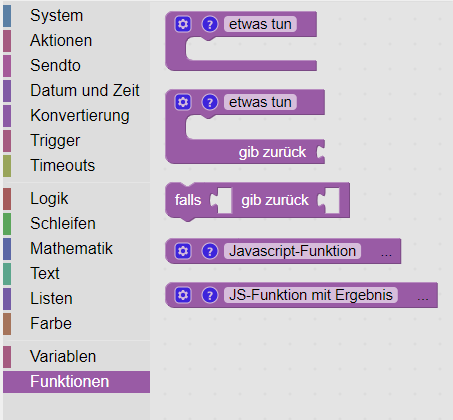 System
Aktionen
Sendto
Datum und Zeit
Konvertierung
Trigger
Timeouts
Logik
Schleifen
Mathematik
Text
Listen
Farbe
Variablen
Funktionen
? etwas tun
? etwas tun
gib zurück
falls gib zurück
? Javascript-Funktion ...
? JS-Funktion mit Ergebnis ...